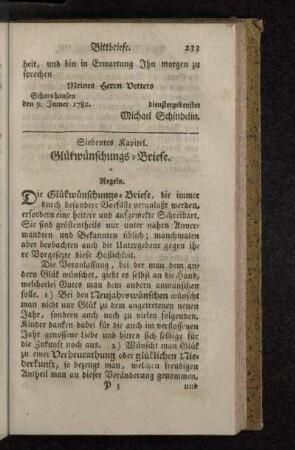 Bittbriefe. 233
heit, und bin in Erwartung Ihn morgen zu
sprechen
Meines Herrn Vetters
Scharnhausen
den 9. Jenner 1782. dienstergebenster
Michael Schindelin.
Siebentes Kapitel.
Glükwünschungs-Briefe.
Regeln.
Die Glükwünschungs-Briefe, die immer
durch besondere Vorfälle veranlaßt werden,
erfordern eine heitere und aufgewekte Schreibart.
Sie sind größtentheils nur unter nahen Anver-
wandten und Bekannten üblich; manchmalen
aber beobachten auch die Untergebene gegen ih-
re Vorgesezte diese Höflichkeit.
Die Veranlassung, bei der man dem an-
dern Glük wünschet, giebt es selbst an die Hand,
welcherlei Gutes man dem andern anwünschen
solle. 1) Bei den Neujahrswünschen wünscht
man nicht nur Glük zu dem angetrettenen neuen
Jahr, sondern auch noch zu vielen folgenden.
Kinder danken dabei für die auch im verflossenen
Jahr genossene Liebe und bitten sich selbige für
die Zukunft noch aus. 2) Wünscht man Glük
zu einer Verheurathung oder glüklichen Nie-
derkunft, so bezeugt man, welchen freudigen
Antheil man an dieser Veränderung genommen,
P 5 und